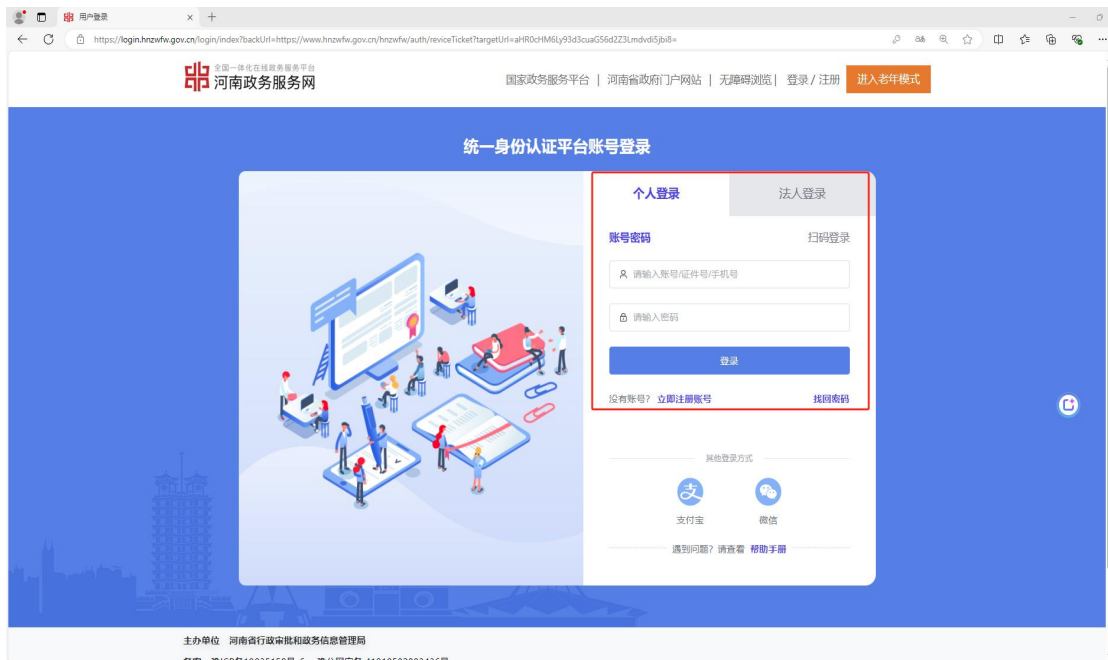 用户登录
https://login.hnzwfw.gov.cn/login/index?backUrl=https://www.hnzwfw.gov.cn/hnzwfw/auth/reviceTicket?targetUrl=aHR0cHM6Ly93d3cuaG56d2Z3Lmdvdi5jbi8=
全国一体化在线政务服务平台
河南政务服务网
国家政务服务平台 | 河南省政府门户网站 | 无障碍浏览 | 登录 / 注册 进入老年模式
统一身份认证平台账号登录
个人登录 法人登录
账号密码 扫码登录
请输入账号/证件号/手机号
请输入密码
登录
没有账号? 立即注册账号 找回密码
其他登录方式
支付宝 微信
遇到问题? 请查看 帮助手册
主办单位 河南省行政审批和政务信息管理局